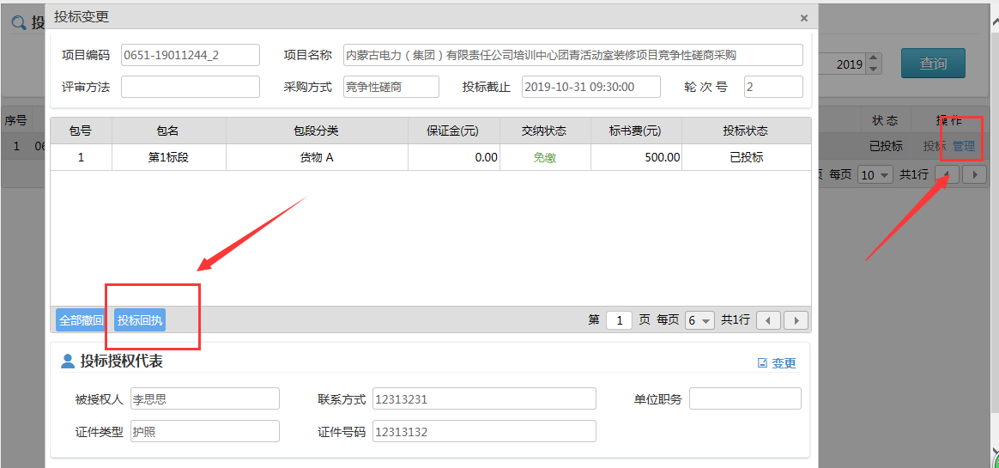 投标变更 ×
投
项目编码 0651-19011244_2 项目名称 内蒙古电力（集团）有限责任公司培训中心团青活动室装修项目竞争性磋商采购
2019 查询
评审方法 采购方式 竞争性磋商 投标截止 2019-10-31 09:30:00 轮 次 号 2
序号 状 态 操 作
包号 包名 包段分类 保证金(元) 交纳状态 标书费(元) 投标状态
1 06 已投标 投标 管理
1 第1标段 货物 A 0.00 免缴 500.00 已投标
页 每页 10 共1行
全部撤回 投标回执 第 1 页 每页 6 共1行
投标授权代表 变更
被授权人 李思思 联系方式 12313231 单位职务
证件类型 护照 证件号码 12313132